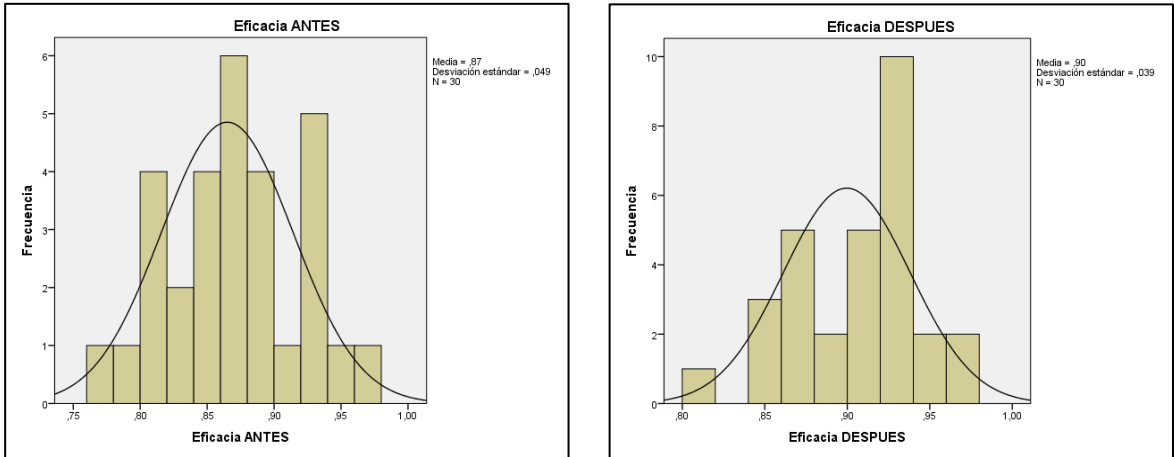 Eficacia ANTES
Media = ,87
Desviación estándar = ,049
N = 30
Frecuencia
6
5
4
3
2
1
0
,75 ,80 ,85 ,90 ,95 1,00
Eficacia ANTES
Eficacia DESPUES
Media = ,90
Desviación estándar = ,039
N = 30
Frecuencia
10
8
6
4
2
0
,80 ,85 ,90 ,95 1,00
Eficacia DESPUES